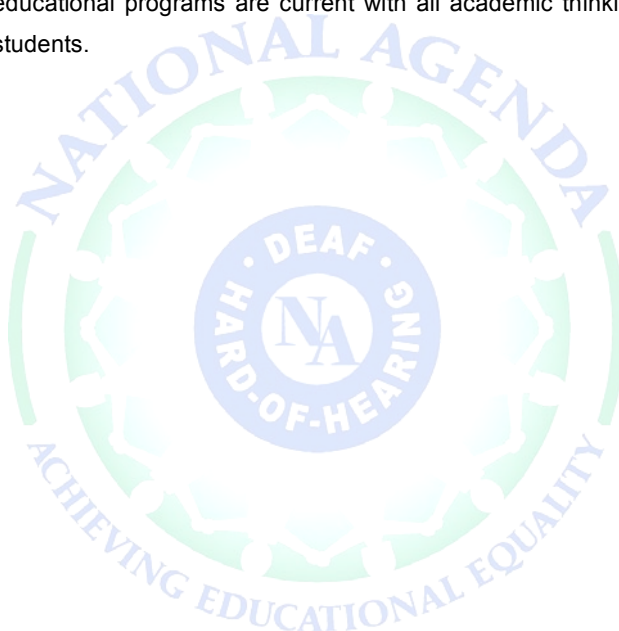 educational programs are current with all academic
students.
NATIONAL AGENDA
DEAF
HARD-OF-HEARING
NA
ACHIEVING EDUCATIONAL EQUALITY